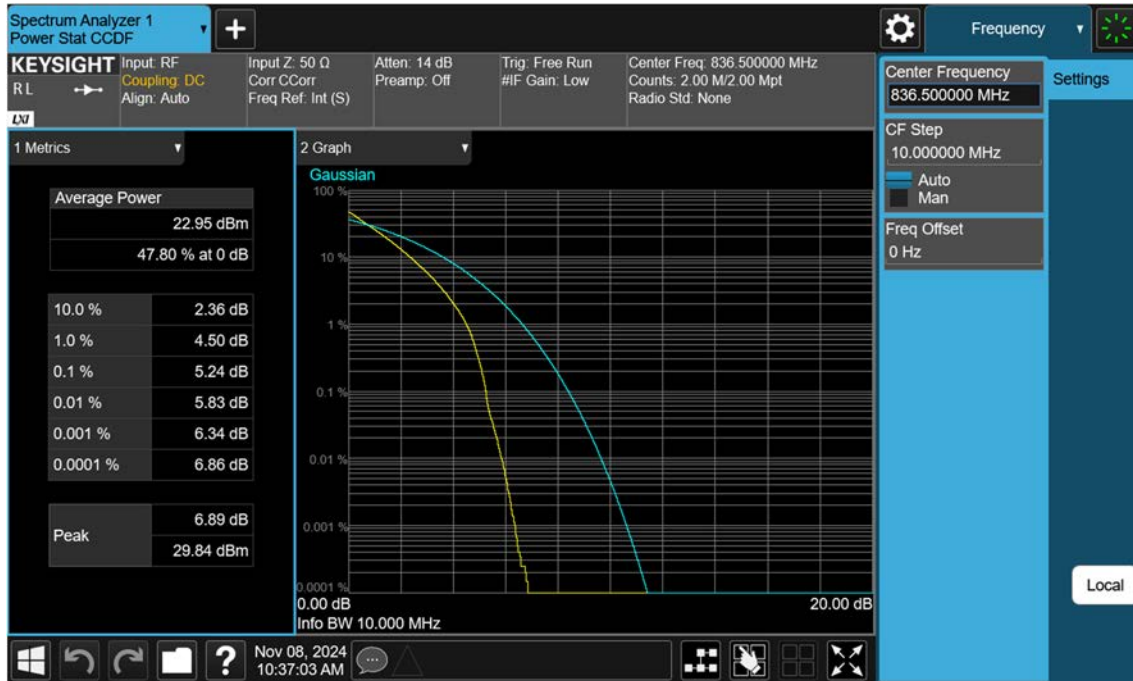 Spectrum Analyzer 1
Power Stat CCDF
Frequency
KEYSIGHT
RL
LXI
Input: RF
Coupling: DC
Align: Auto
Input Z: 50 Ω
Corr CCorr
Freq Ref: Int (S)
Atten: 14 dB
Preamp: Off
Trig: Free Run
#IF Gain: Low
Center Freq: 836.500000 MHz
Counts: 2.00 M/2.00 Mpt
Radio Std: None
Center Frequency
836.500000 MHz
Settings
CF Step
10.000000 MHz
Auto
Man
Freq Offset
0 Hz
Local
1 Metrics
Average Power
22.95 dBm
47.80 % at 0 dB
10.0 % 2.36 dB
1.0 % 4.50 dB
0.1 % 5.24 dB
0.01 % 5.83 dB
0.001 % 6.34 dB
0.0001 % 6.86 dB
Peak 6.89 dB
29.84 dBm
2 Graph
Gaussian
100 %
10 %
1 %
0.1 %
0.01 %
0.001 %
0.0001 %
0.00 dB 20.00 dB
Info BW 10.000 MHz
?
Nov 08, 2024
10:37:03 AM